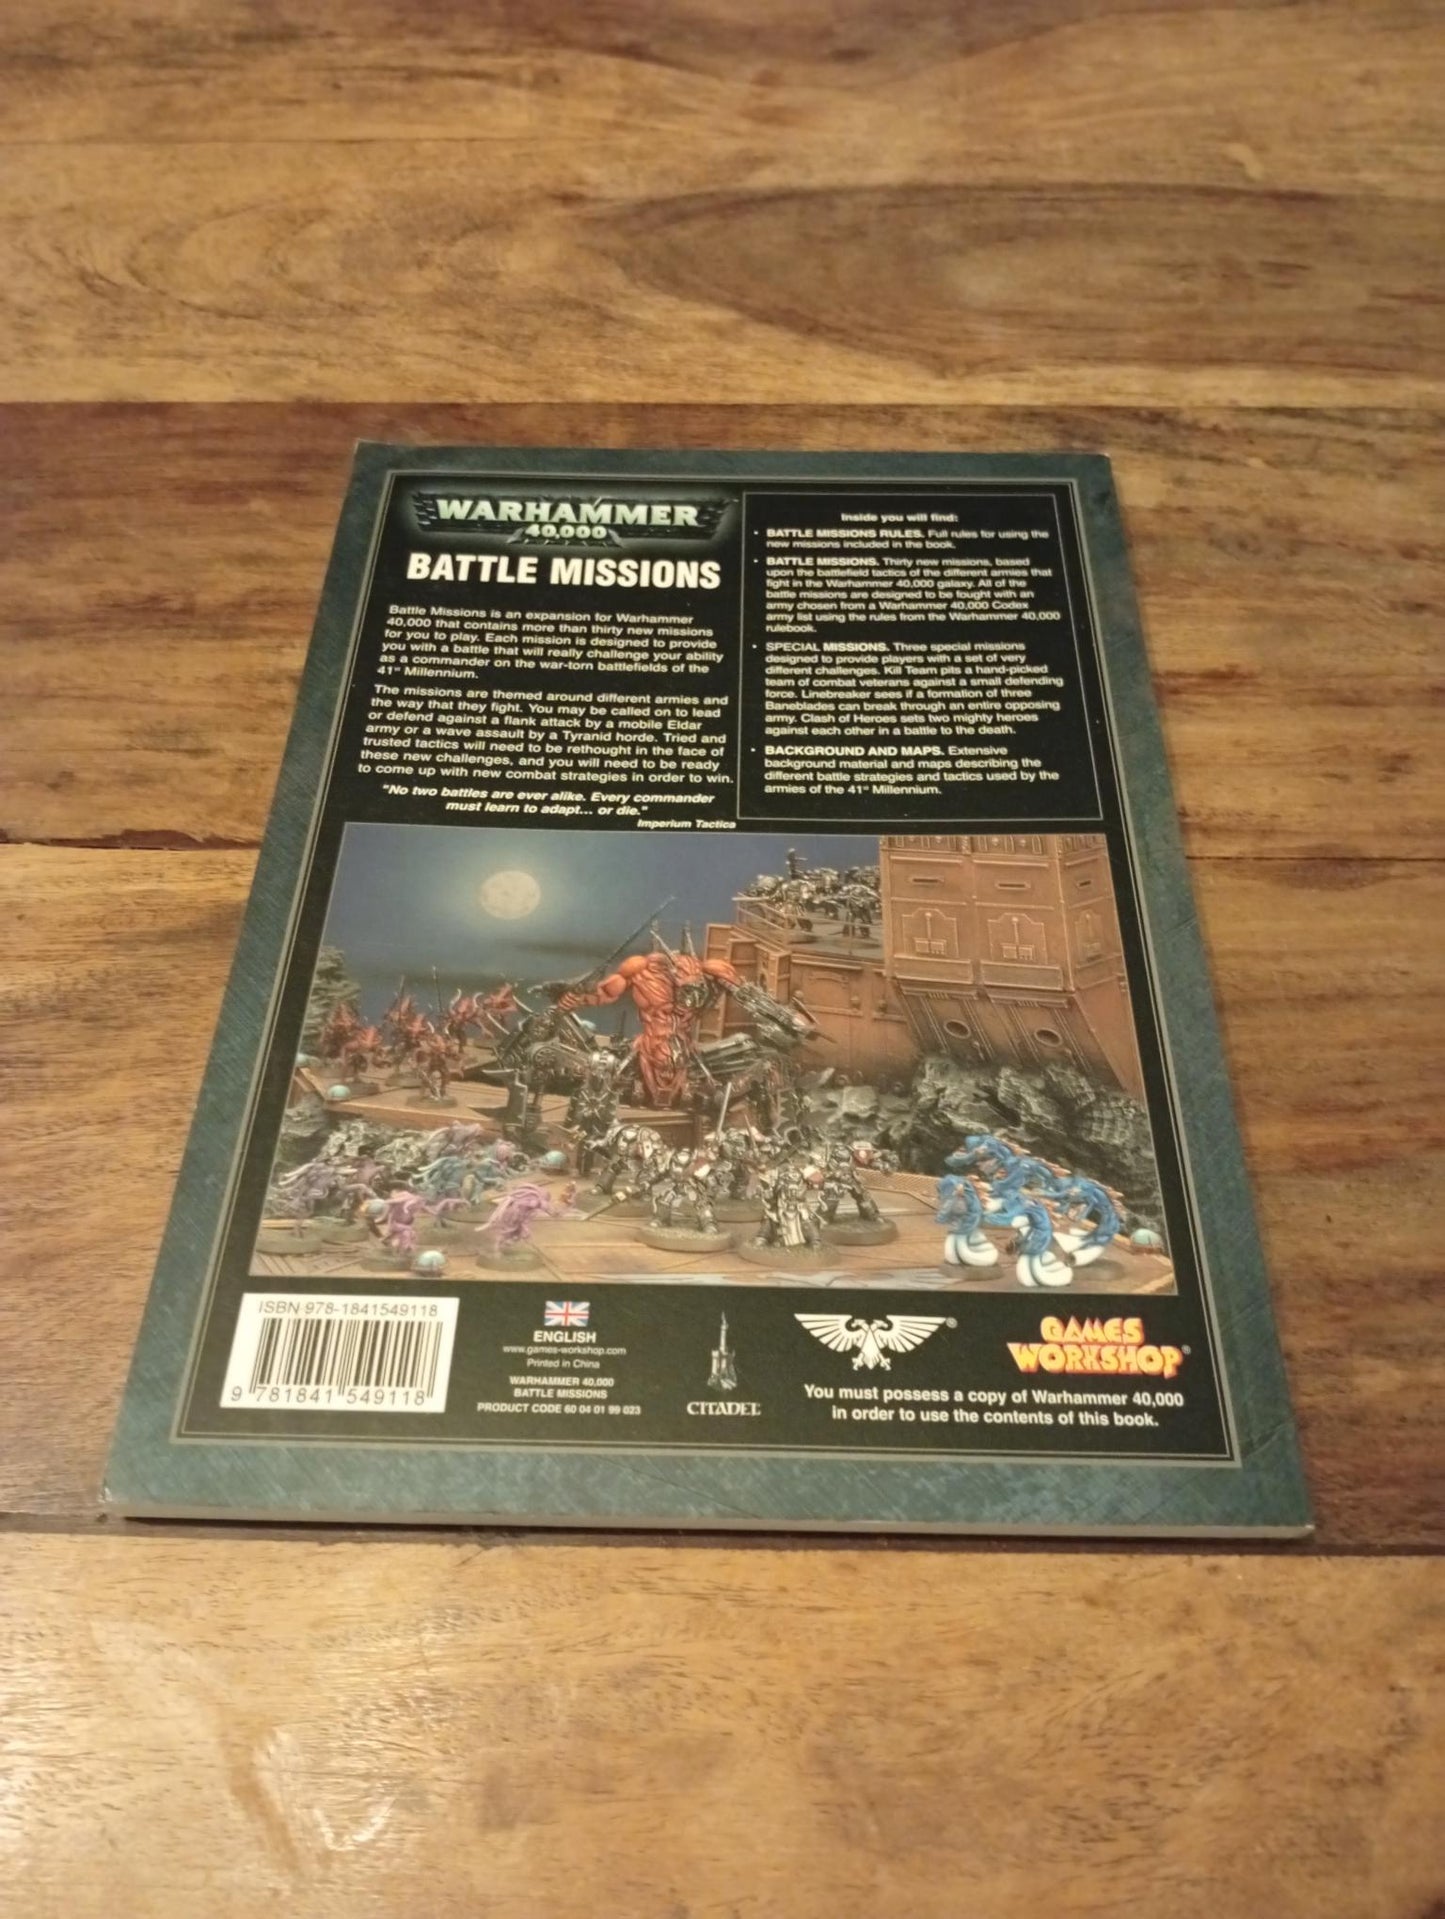 WARHAMMER
40,000
BATTLE MISSIONS
Battle Missions is an expansion for Warhammer
40,000 that contains more than thirty new missions
for you to play. Each mission is designed to provide
you with a battle that will really challenge your ability
as a commander on the war-torn battlefields of the
41st Millennium.
The missions are themed around different armies and
the way that they fight. You may be called on to lead
or defend against a flank attack by a mobile Eldar
army or a wave assault by a Tyranid horde. Tried and
trusted tactics will need to be rethought in the face of
these new challenges, and you will need to be ready
to come up with new combat strategies in order to win.
"No two battles are ever alike. Every commander
must learn to adapt... or die."
Imperium Tactica
Inside you will find:
• BATTLE MISSIONS RULES. Full rules for using the
new missions included in the book.
• BATTLE MISSIONS. Thirty new missions, based
upon the battlefield tactics of the different armies that
fight in the Warhammer 40,000 galaxy. All of the
battle missions are designed to be fought with an
army chosen from a Warhammer 40,000 Codex
army list using the rules from the Warhammer 40,000
rulebook.
• SPECIAL MISSIONS. Three special missions
designed to provide players with a set of very
different challenges. Kill Team pits a hand-picked
team of combat veterans against a small defending
force. Linebreaker sees if a formation of three
Baneblades can break through an entire opposing
army. Clash of Heroes sets two mighty heroes
against each other in a battle to the death.
• BACKGROUND AND MAPS. Extensive
background material and maps describing the
different battle strategies and tactics used by the
armies of the 41st Millennium.
ISBN 978-1841549118
9 781841 549118
ENGLISH
www.games-workshop.com
Printed in China
WARHAMMER 40,000
BATTLE MISSIONS
PRODUCT CODE 60 04 01 99 023
CITADEL
®
GAMES
WORKSHOP®
You must possess a copy of Warhammer 40,000
in order to use the contents of this book.